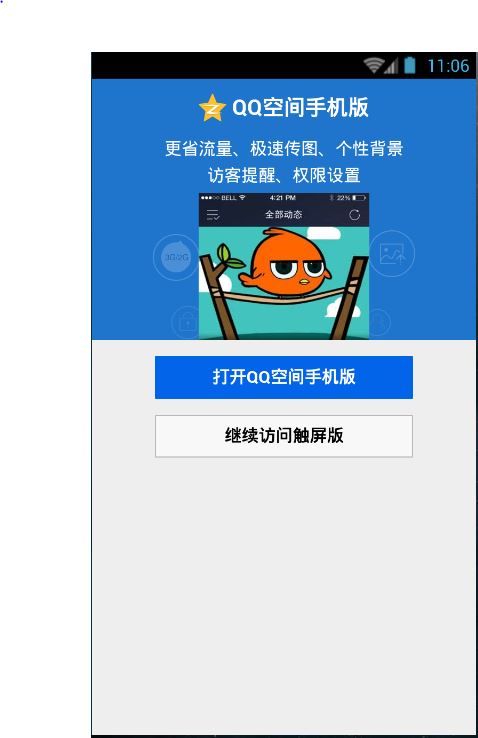 11:06
QQ空间手机版
更省流量、极速传图、个性背景
访客提醒、权限设置
BELL 4:21 PM 22%
全部动态
3G/2G
打开QQ空间手机版
继续访问触屏版